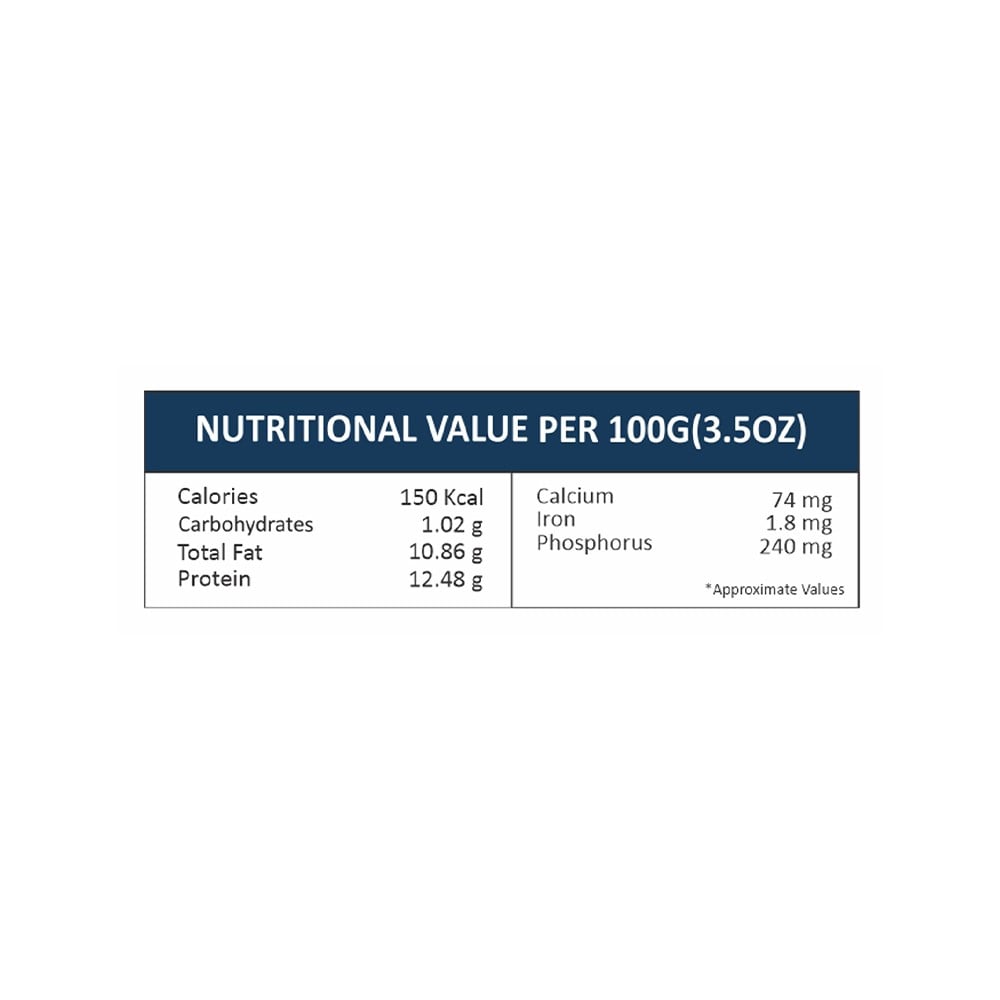 NUTRITIONAL VALUE PER 100G(3.5OZ)
Calories 150 Kcal
Carbohydrates 1.02 g
Total Fat 10.86 g
Protein 12.48 g
Calcium 74 mg
Iron 1.8 mg
Phosphorus 240 mg
*Approximate Values